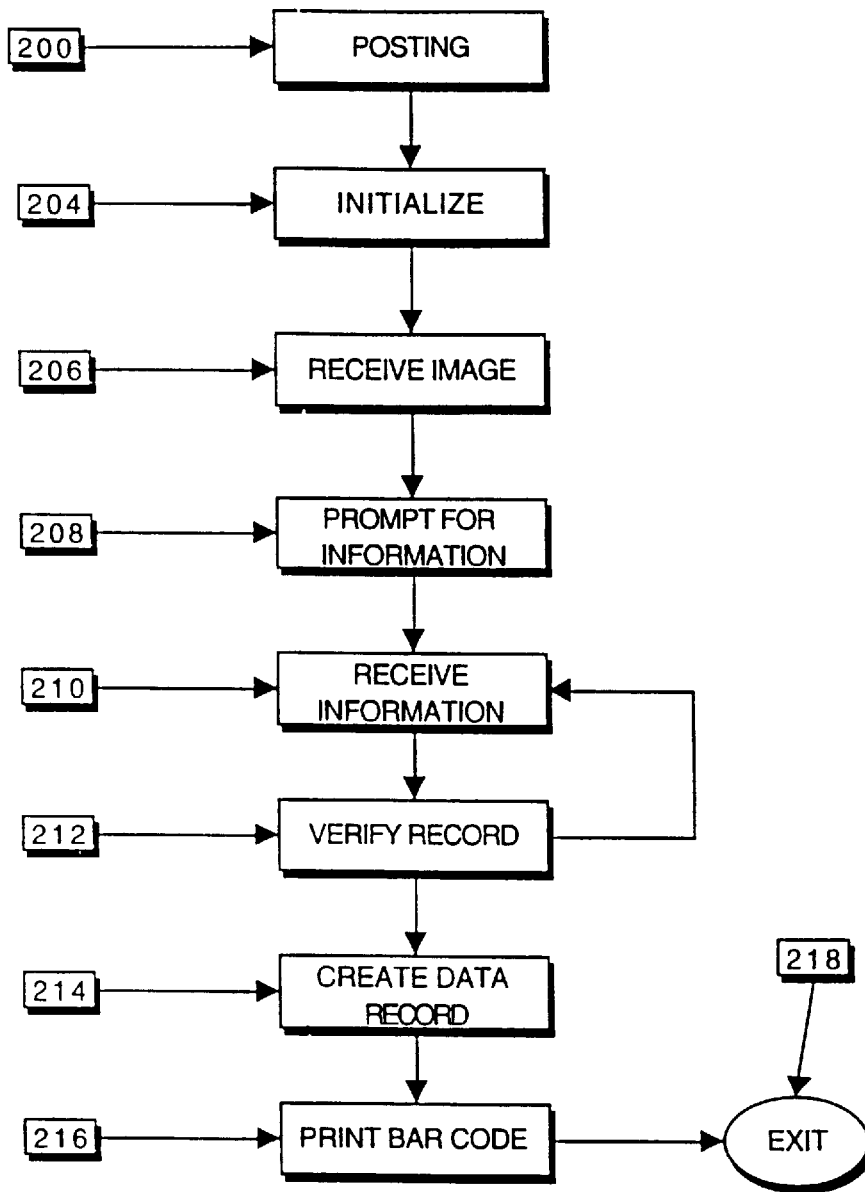 200
POSTING
204
INITIALIZE
206
RECEIVE IMAGE
208
PROMPT FOR
INFORMATION
210
RECEIVE
INFORMATION
212
VERIFY RECORD
214
CREATE DATA
RECORD
218
216
PRINT BAR CODE
EXIT